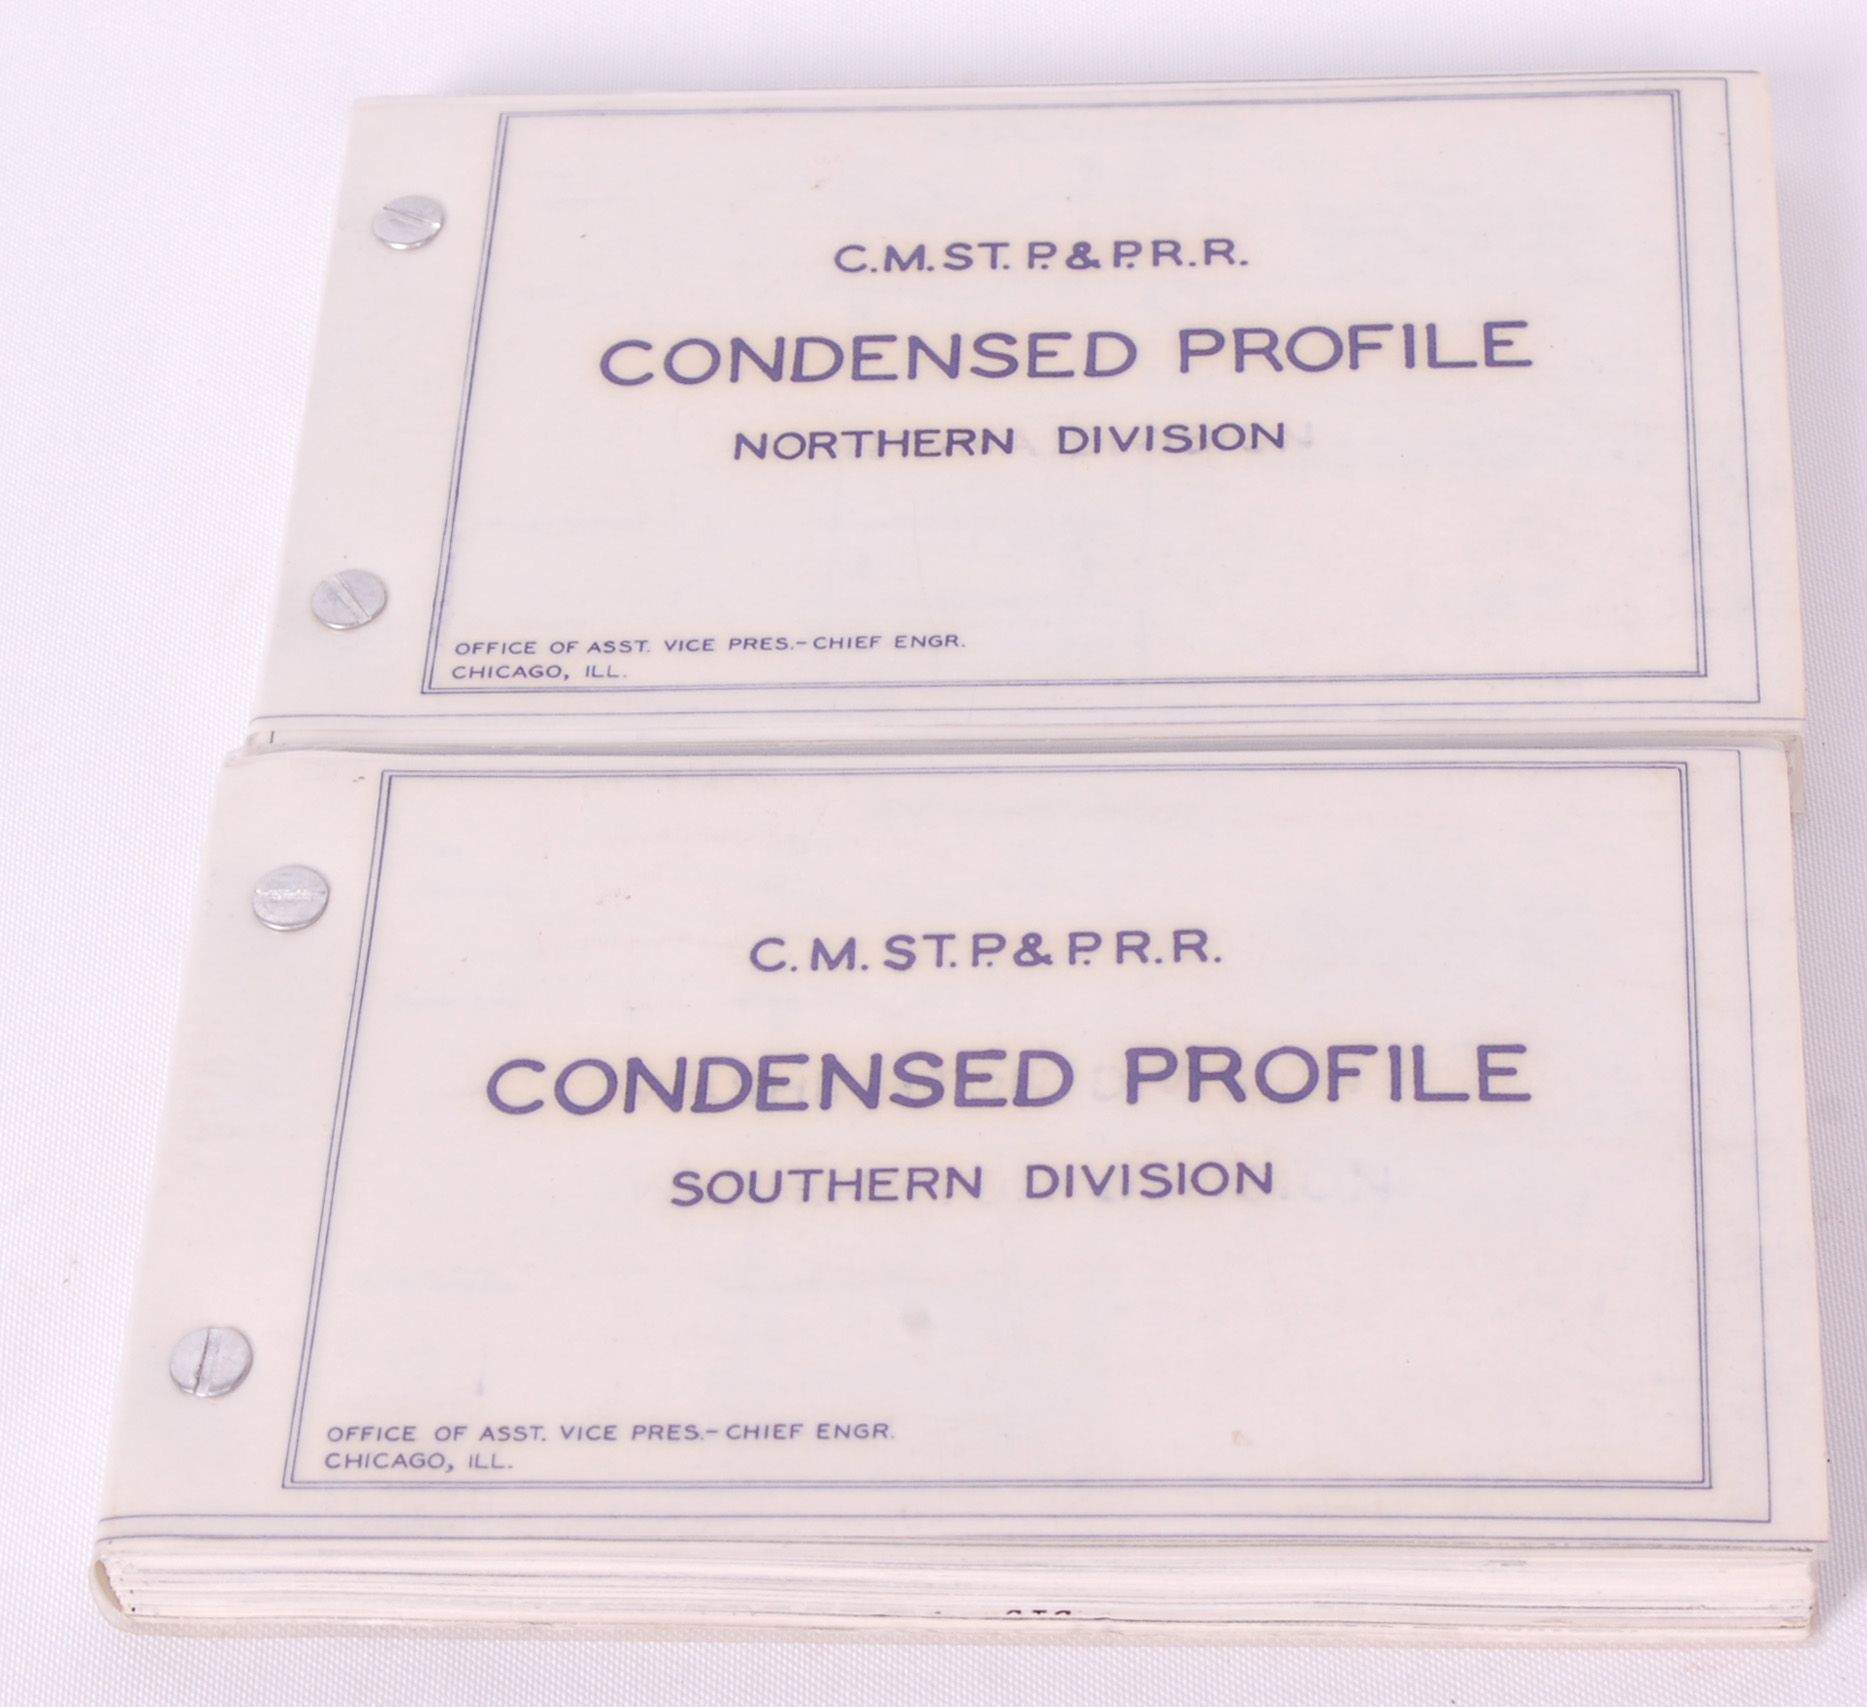 C.M.ST.P.&P.R.R.
CONDENSED PROFILE
NORTHERN DIVISION
OFFICE OF ASST. VICE PRES.-CHIEF ENGR.
CHICAGO, ILL.
C.M.ST.P.&P.R.R.
CONDENSED PROFILE
SOUTHERN DIVISION
OFFICE OF ASST. VICE PRES.-CHIEF ENGR.
CHICAGO, ILL.